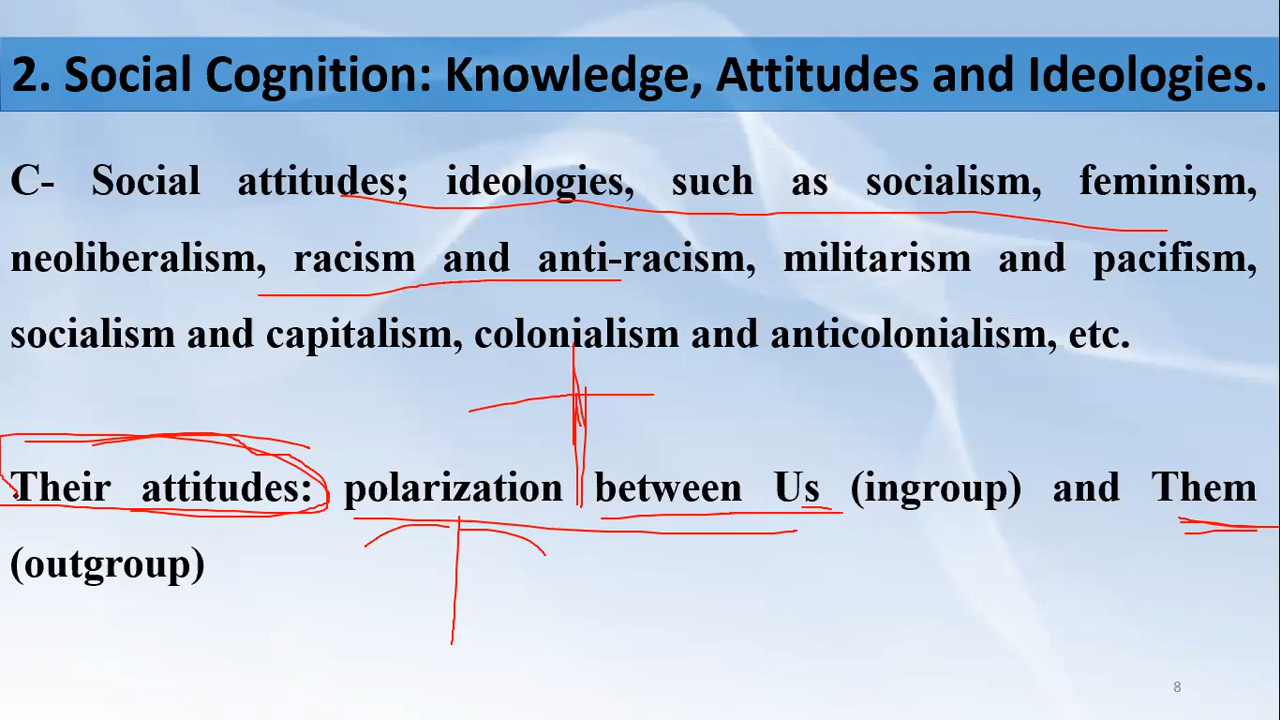 2. Social Cognition: Knowledge, Attitudes and Ideologies.
C- Social attitudes; ideologies, such as socialism, feminism,
neoliberalism, racism and anti-racism, militarism and pacifism,
socialism and capitalism, colonialism and anticolonialism, etc.
Their attitudes: polarization between Us (ingroup) and Them
(outgroup)
8